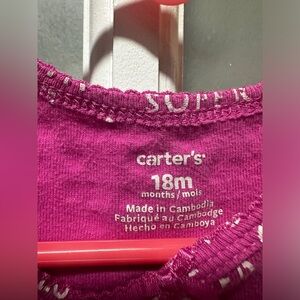 SUPER
carter's
18m
months / mois
Made in Cambodia
Fabriqué au Cambodge
Hecho en Camboya